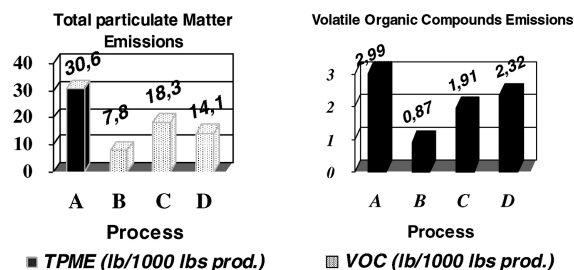 Total particulate Matter
Emissions
40
30
20
10
0
30,6
7,8
18,3
14,1
A B C D
Process
TPME (lb/1000 lbs prod.)
Volatile Organic Compounds Emissions
3
2
1
0
2,99
0,87
1,91
2,32
A B C D
Process
VOC (lb/1000 lbs prod.)